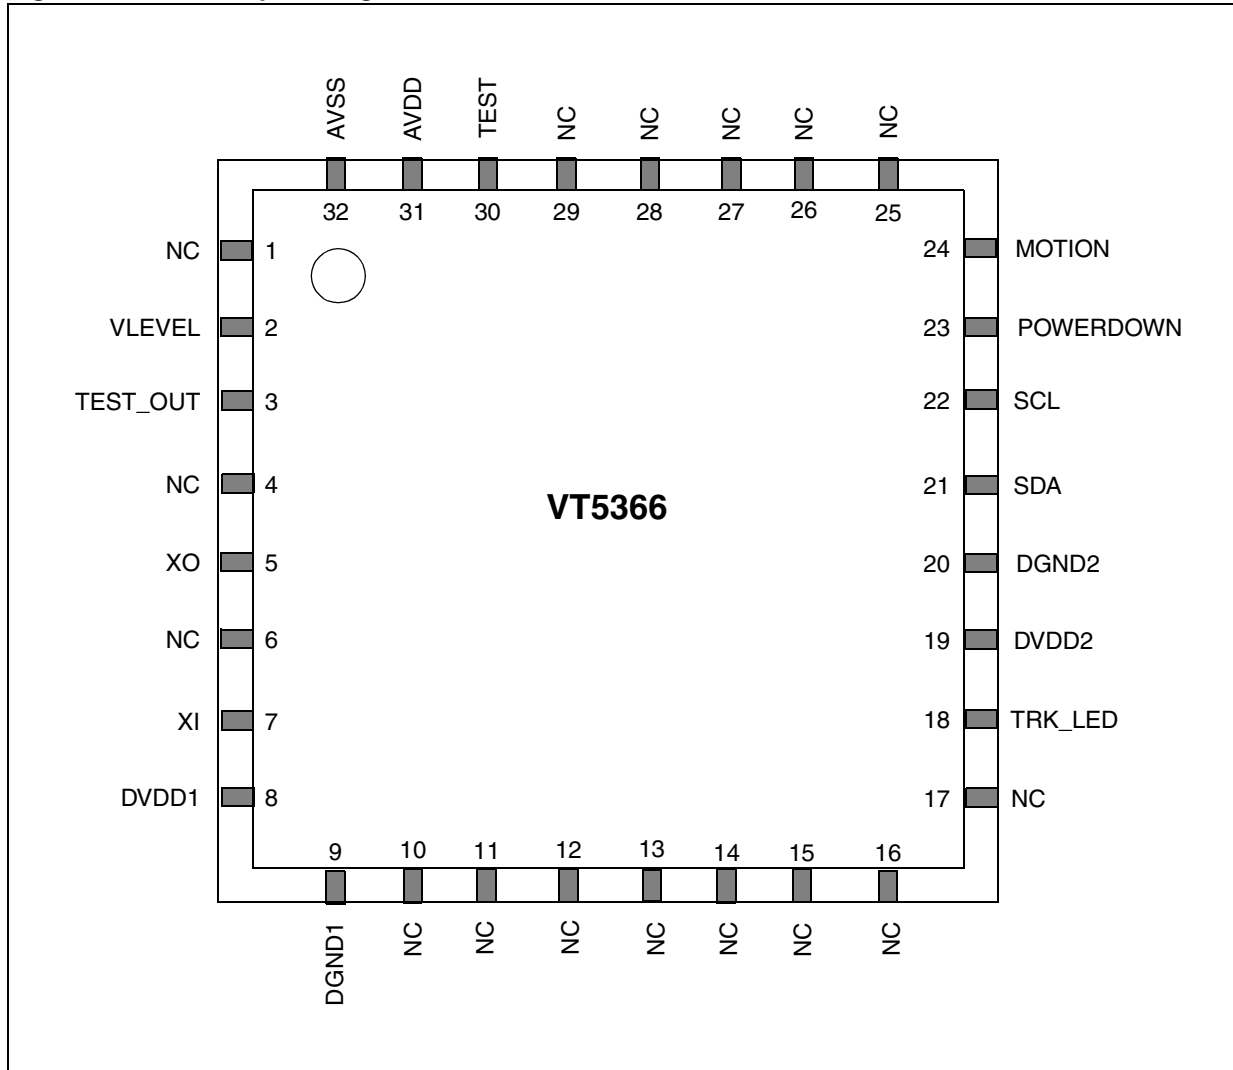 AVSS AVDD TEST NC NC NC NC NC
32 31 30 29 28 27 26 25
NC 1 24 MOTION
VLEVEL 2 23 POWERDOWN
TEST_OUT 3 22 SCL
NC 4 21 SDA
VT5366
XO 5 20 DGND2
NC 6 19 DVDD2
XI 7 18 TRK_LED
DVDD1 8 17 NC
9 10 11 12 13 14 15 16
DGND1 NC NC NC NC NC NC NC